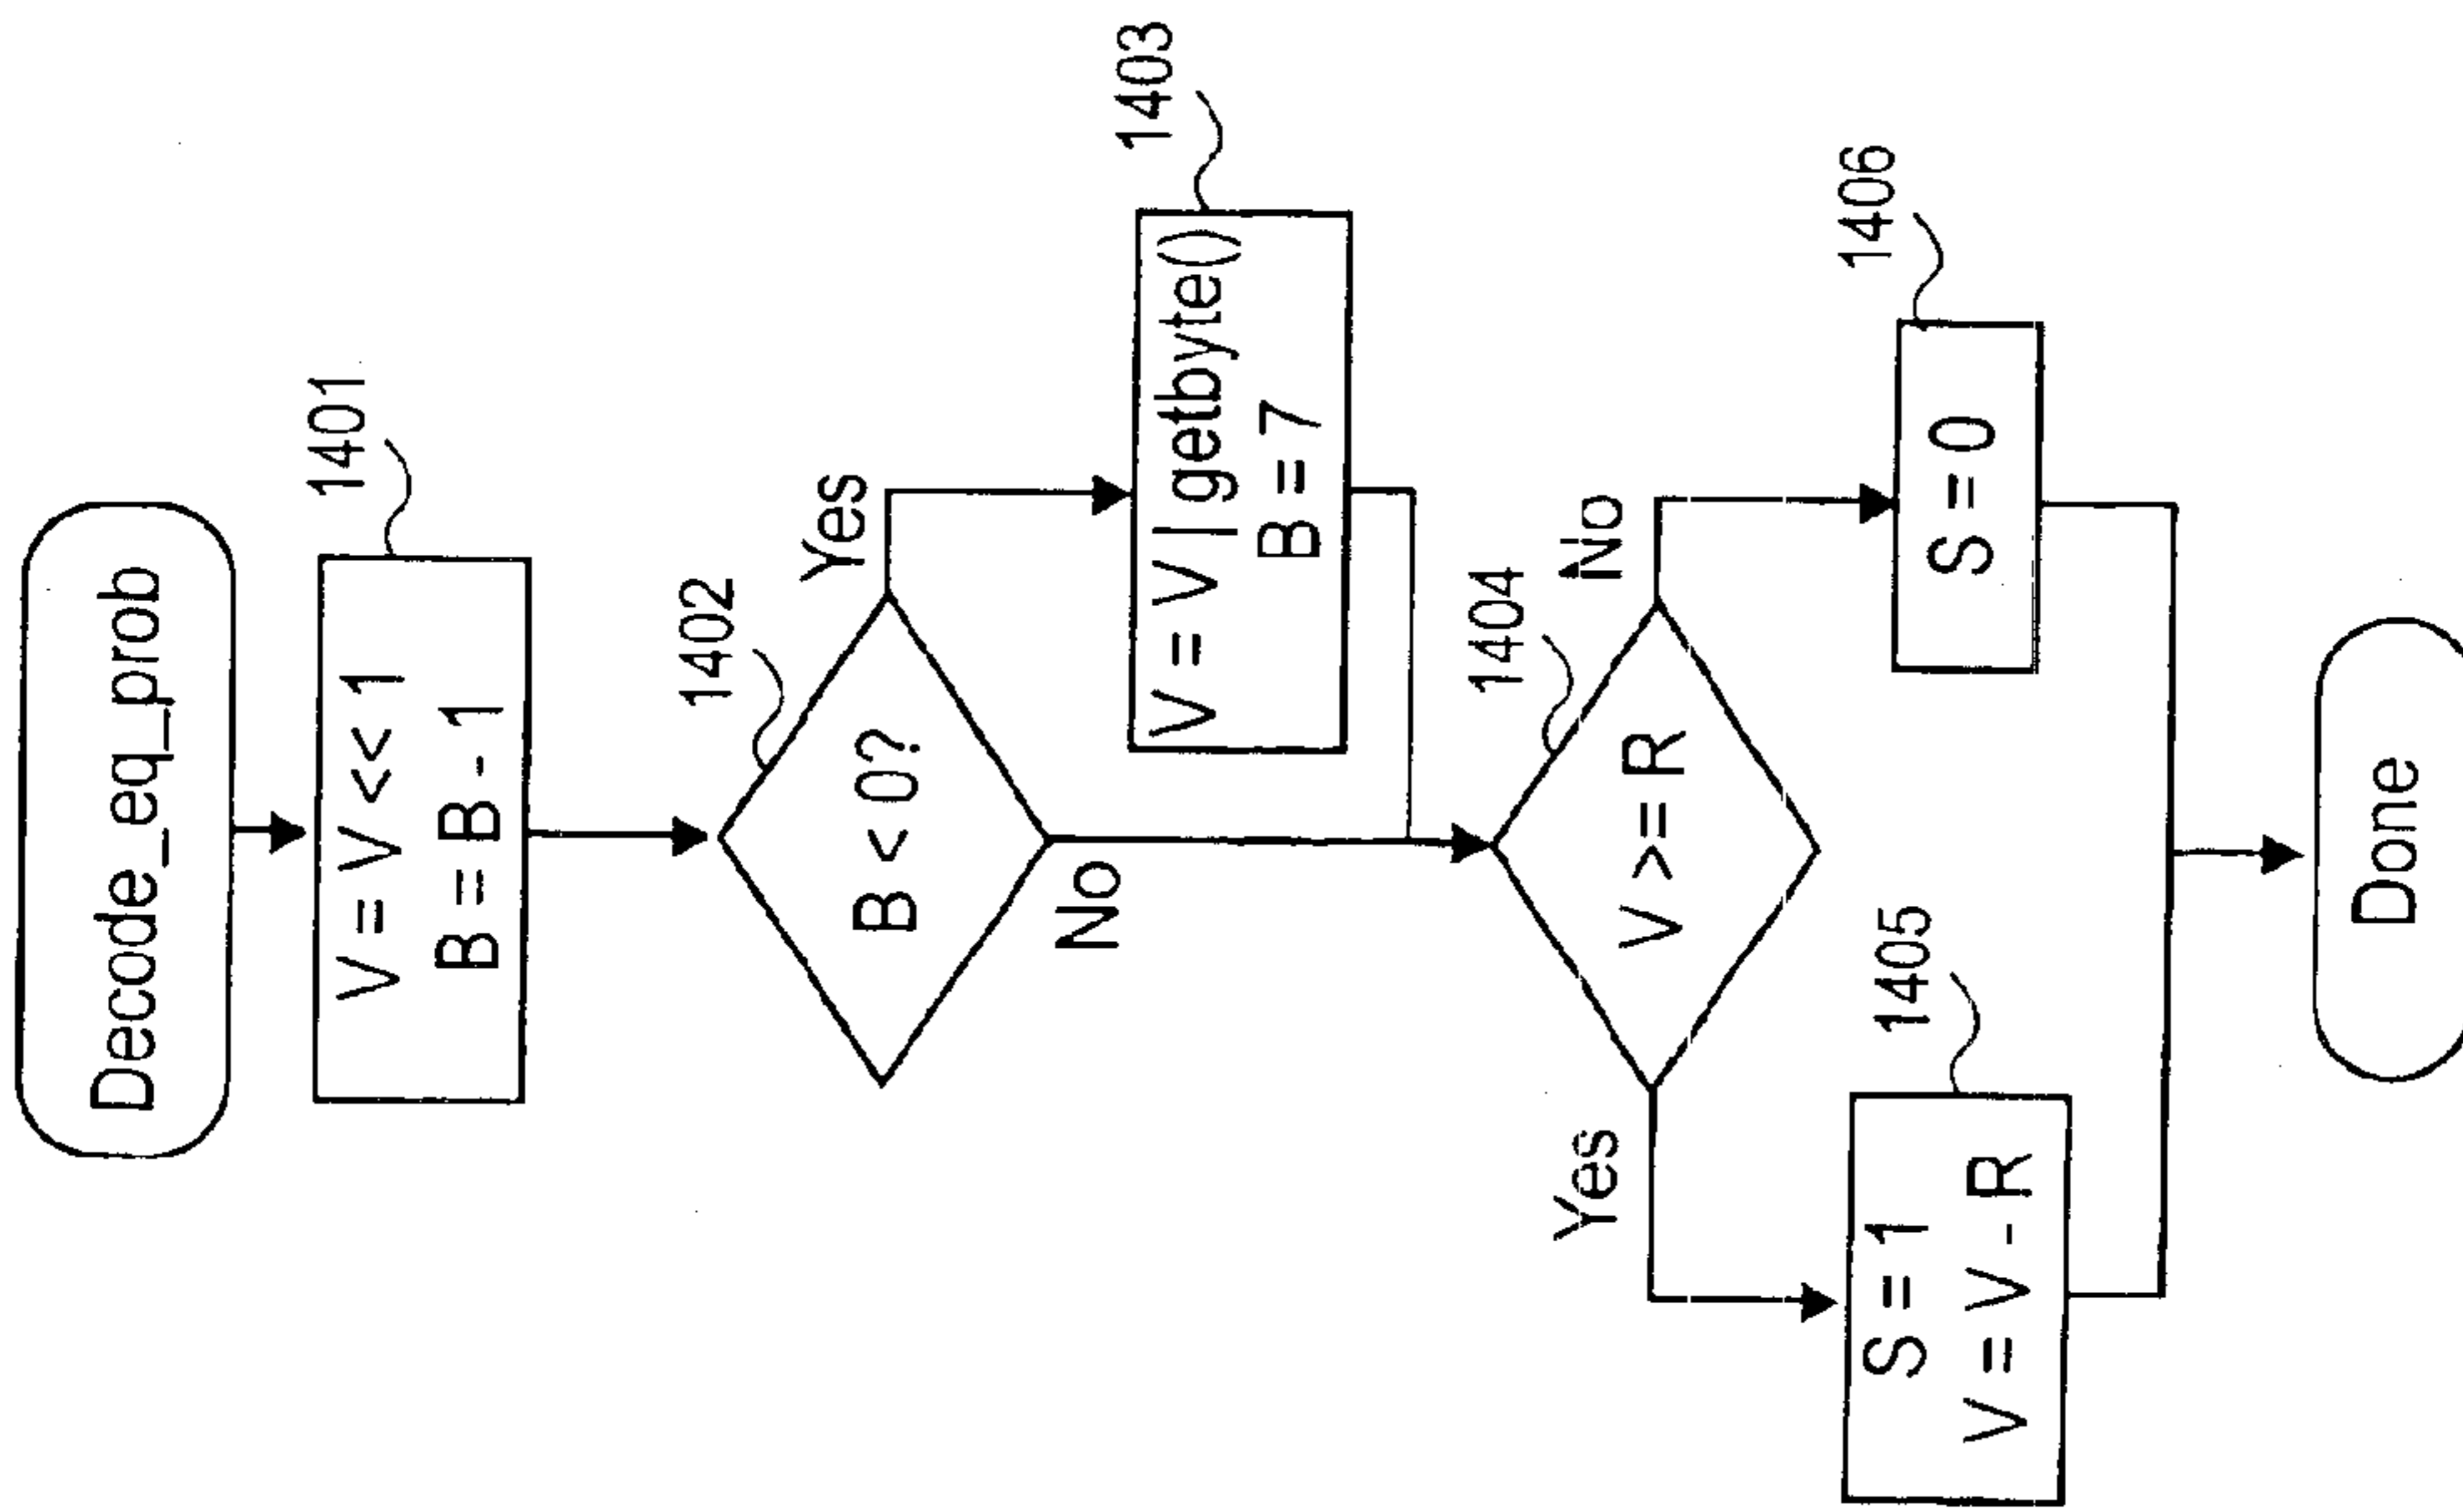 Decode_eq_prob
1401
V = V << 1
B = B - 1
1402
B < 0?
Yes
No
1403
V = V | getbyte()
B = 7
1404
V >= R
Yes
No
1405
S = 1
V = V - R
1406
S = 0
Done